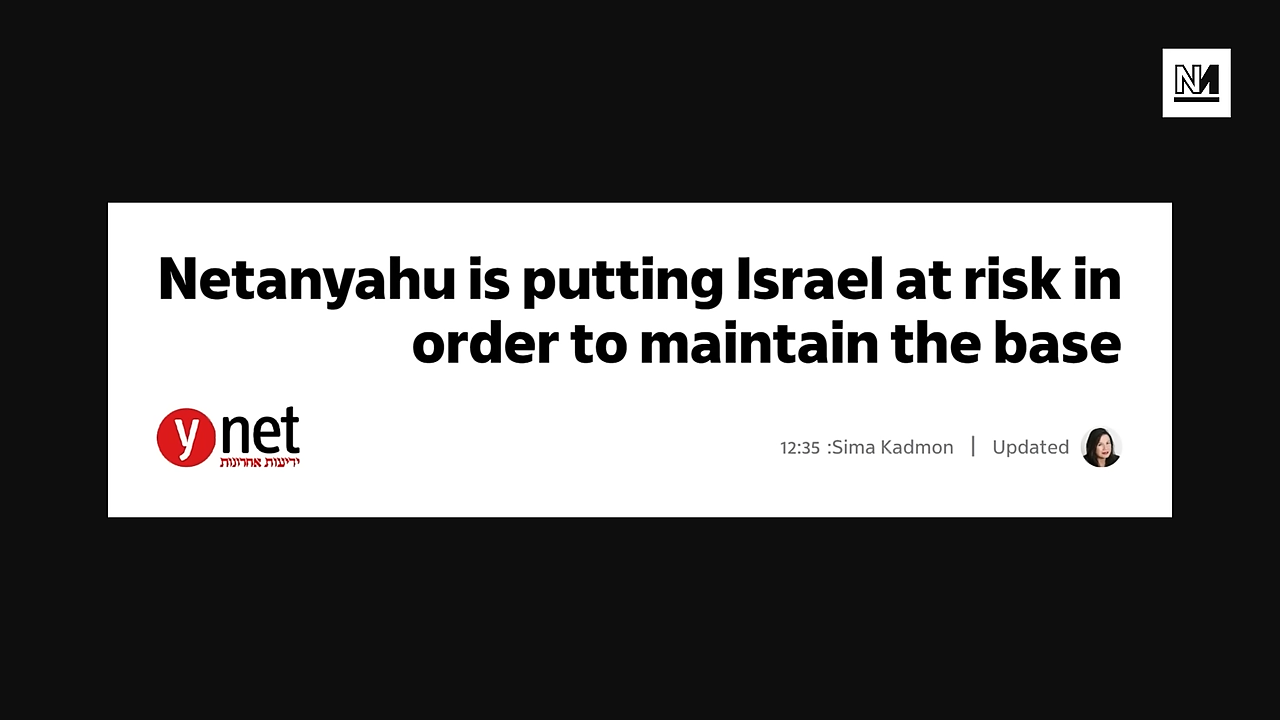 NM
Netanyahu is putting Israel at risk in
order to maintain the base
ynet
ידיעות אחרונות
12:35 :Sima Kadmon | Updated